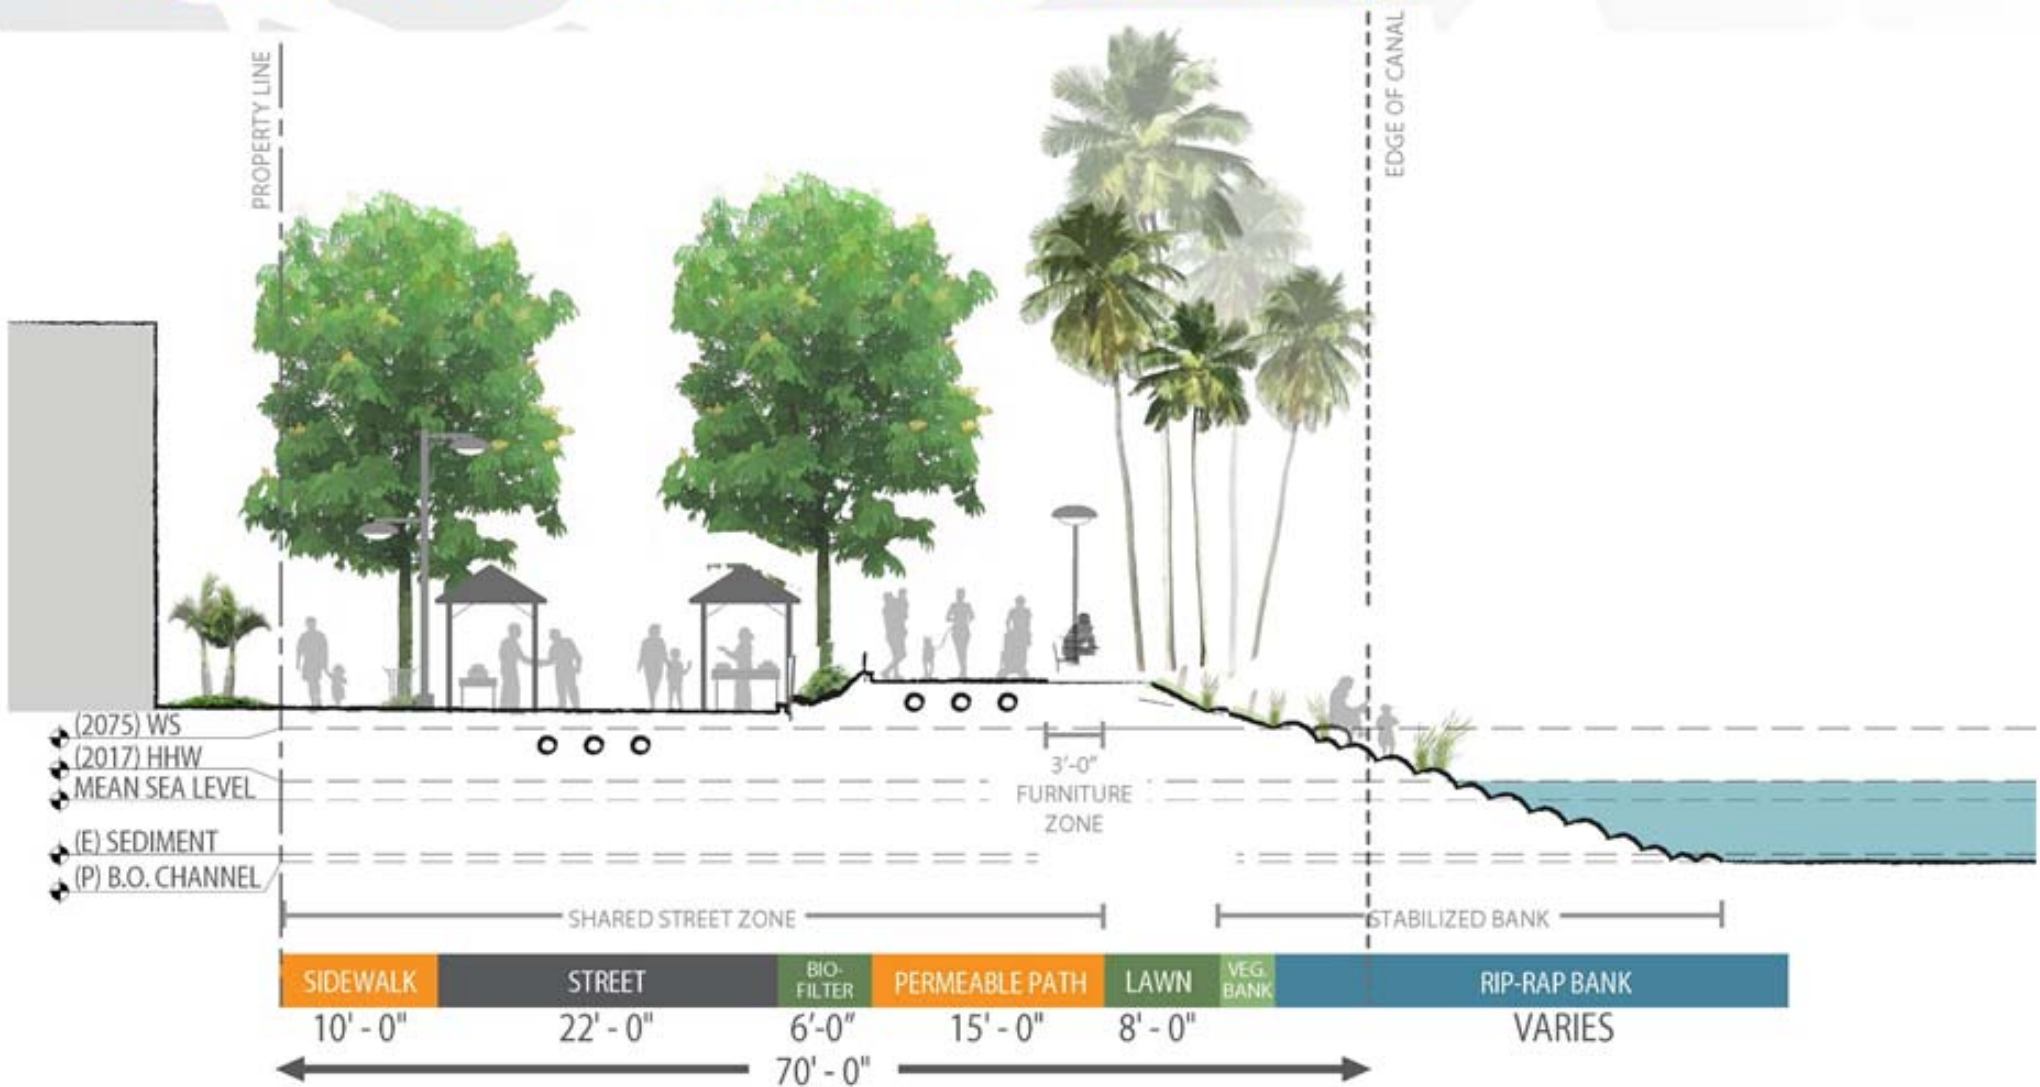 PROPERTY LINE
EDGE OF CANAL
(2075) WS
(2017) HHW
MEAN SEA LEVEL
(E) SEDIMENT
(P) B.O. CHANNEL
3'-0"
FURNITURE
ZONE
SHARED STREET ZONE
STABILIZED BANK
SIDEWALK
STREET
BIO-
FILTER
PERMEABLE PATH
LAWN
VEG.
BANK
RIP-RAP BANK
10' - 0"
22' - 0"
6'-0"
15' - 0"
8' - 0"
VARIES
70' - 0"